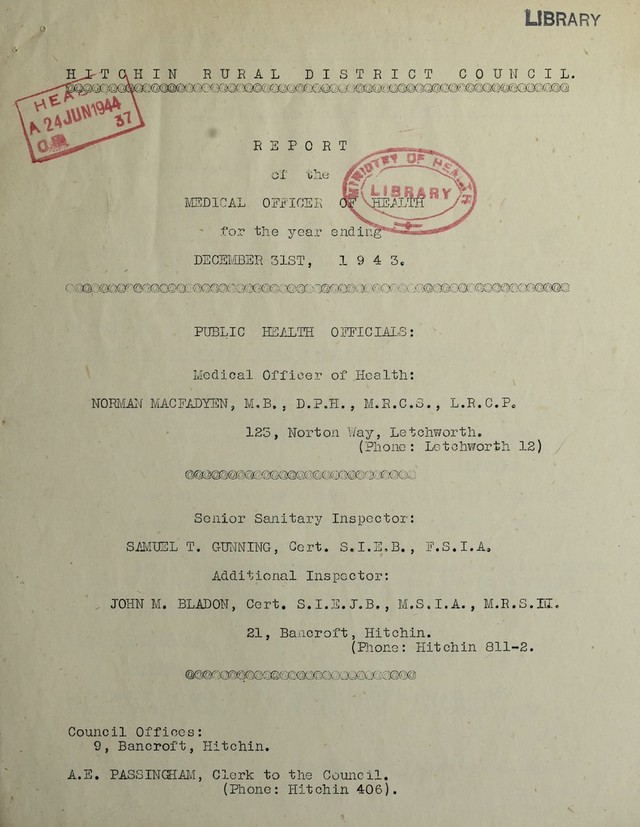 LIBRARY
HITCHIN RURAL DISTRICT COUNCIL.
HEA
A 24 JUN 1944
37
REPORT
of the
MINISTRY OF HEALTH
LIBRARY
MEDICAL OFFICER OF HEALTH
for the year ending
DECEMBER 31ST, 1943.
PUBLIC HEALTH OFFICIALS:
Medical Officer of Health:
NORMAN MACFADYEN, M.B., D.P.H., M.R.C.S., L.R.C.P.
123, Norton Way, Letchworth.
(Phone: Letchworth 12)
Senior Sanitary Inspector:
SAMUEL T. GUNNING, Cert. S.I.E.B., F.S.I.A.
Additional Inspector:
JOHN M. BLADON, Cert. S.I.E.J.B., M.S.I.A., M.R.S.
21, Bancroft, Hitchin.
(Phone: Hitchin 811-2.
Council Offices:
9, Bancroft, Hitchin.
A.E. PASSINGHAM, Clerk to the Council.
(Phone: Hitchin 406).